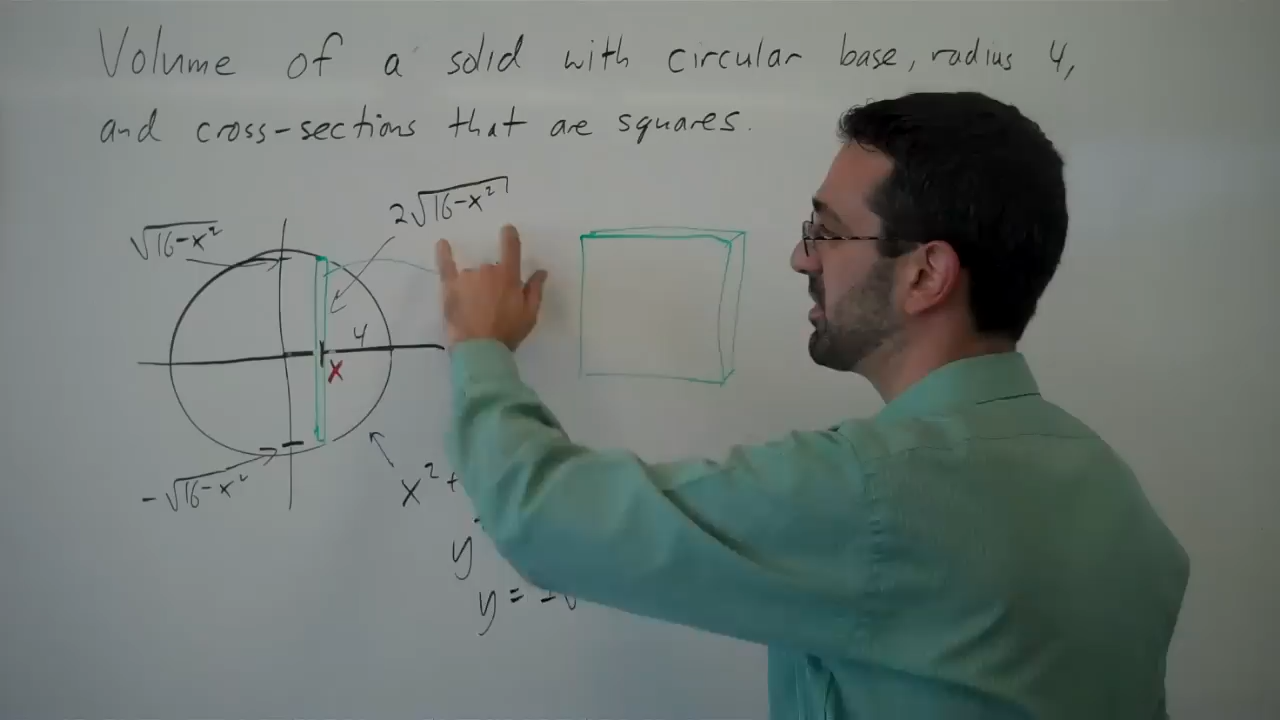 Volume of a solid with circular base, radius 4,
and cross-sections that are squares.
√16-x²
2√16-x²
4
x
-√16-x²
x² +
y
y = ±√